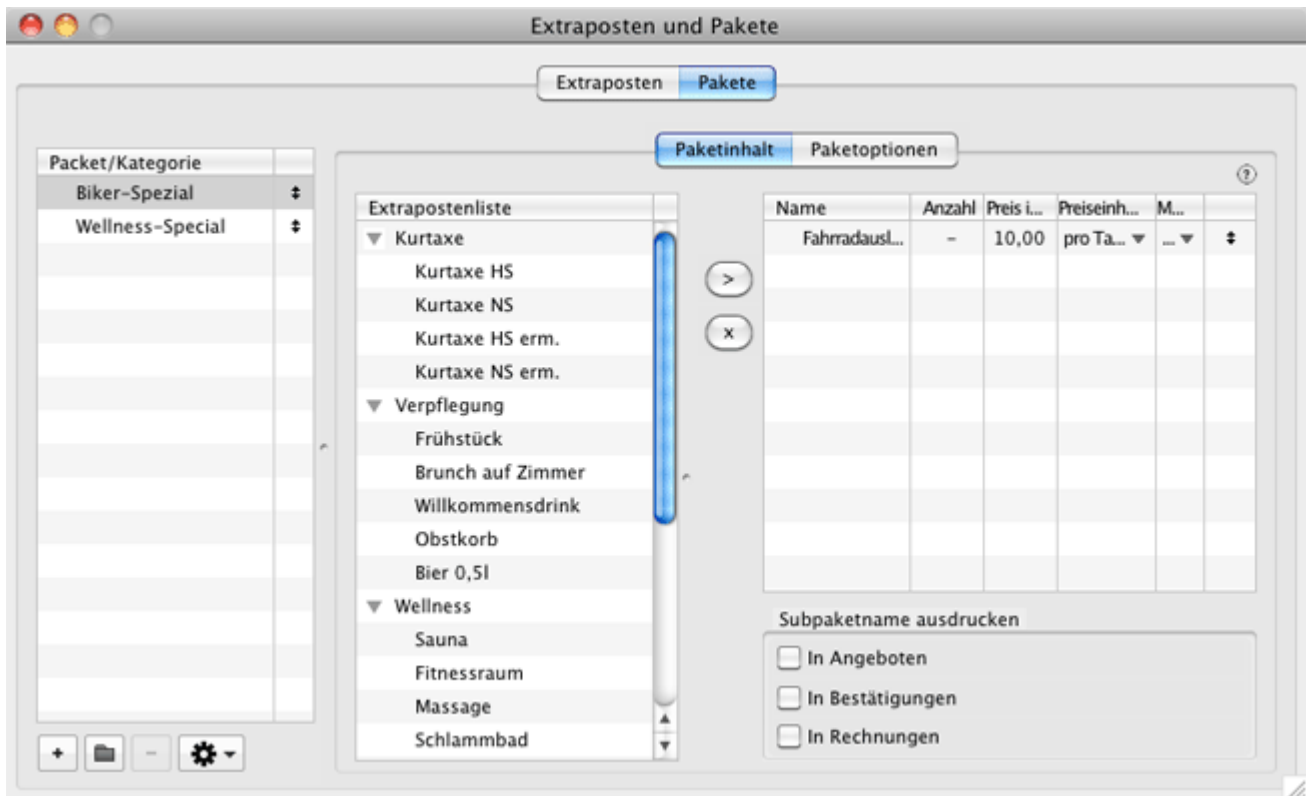 Extraposten und Pakete
Extraposten Pakete
Paketinhalt Paketoptionen
Packet/Kategorie
Biker-Spezial
Wellness-Special
Extrapostenliste
Kurtaxe
Kurtaxe HS
Kurtaxe NS
Kurtaxe HS erm.
Kurtaxe NS erm.
Verpflegung
Frühstück
Brunch auf Zimmer
Willkommensdrink
Obstkorb
Bier 0,5l
Wellness
Sauna
Fitnessraum
Massage
Schlammbad
> 
x
?
Name Anzahl Preis i... Preiseinh... M...
Fahrradausl... – 10,00 pro Ta... ...
Subpaketname ausdrucken
In Angeboten
In Bestätigungen
In Rechnungen
+ –